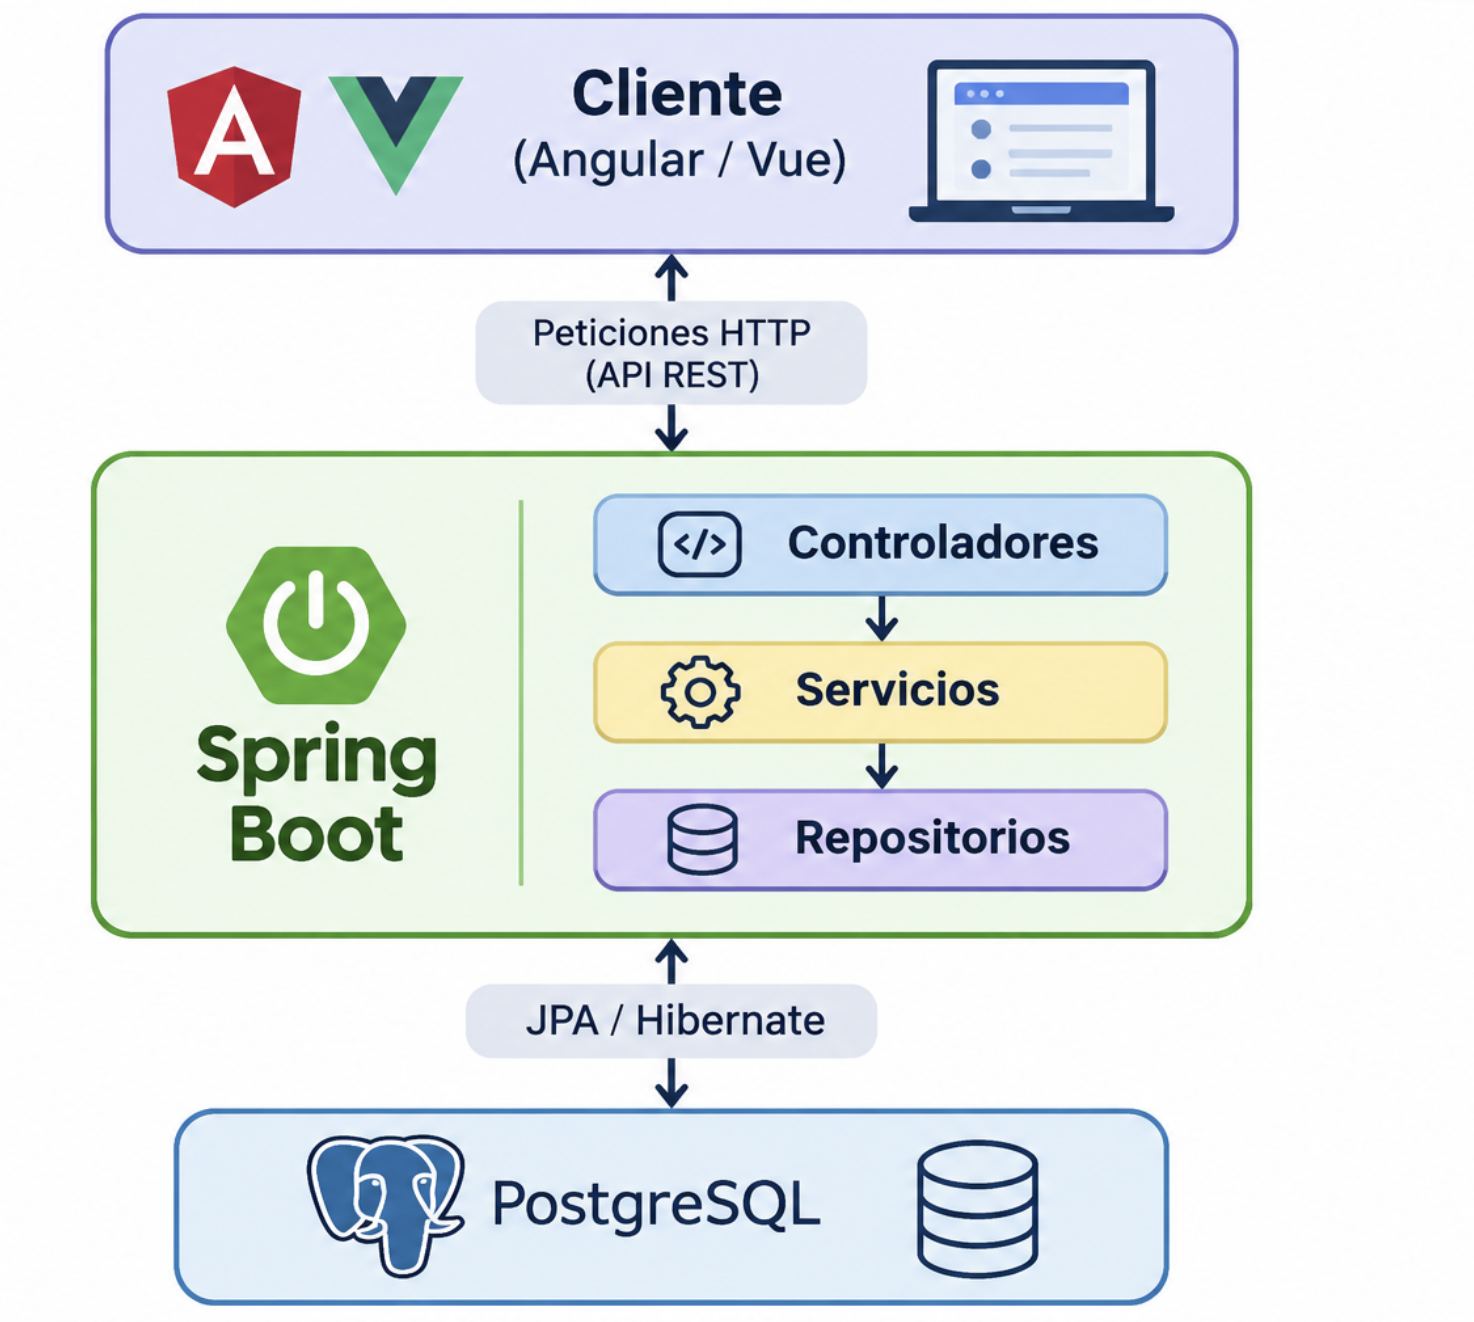 Cliente
(Angular / Vue)
Peticiones HTTP
(API REST)
</> Controladores
Spring
Boot
Servicios
Repositorios
JPA / Hibernate
PostgreSQL